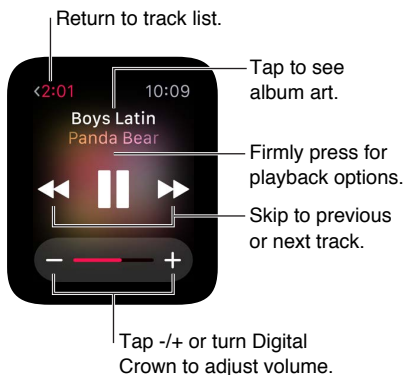 Return to track list.
<2:01 10:09
Boys Latin
Panda Bear
Tap to see
album art.
Firmly press for
playback options.
Skip to previous
or next track.
Tap -/+ or turn Digital
Crown to adjust volume.